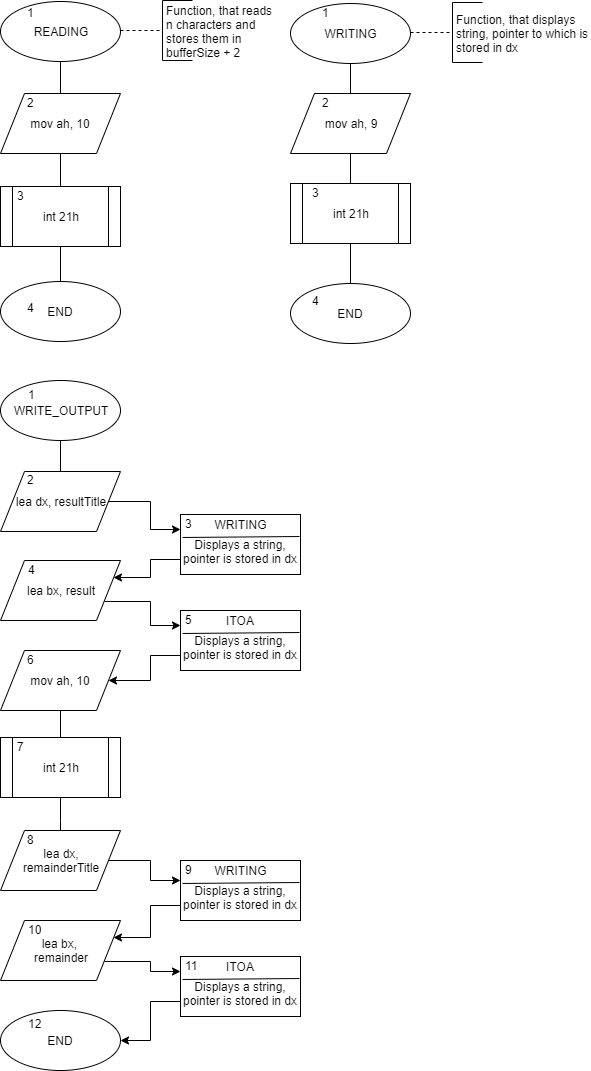 1
READING
Function, that reads
n characters and
stores them in
bufferSize + 2
2
mov ah, 10
3
int 21h
4 END
1
WRITING
Function, that displays
string, pointer to which is
stored in dx
2
mov ah, 9
3
int 21h
4
END
1
WRITE_OUTPUT
2
lea dx, resultTitle
3 WRITING
Displays a string,
pointer is stored in dx
4
lea bx, result
5 ITOA
Displays a string,
pointer is stored in dx
6
mov ah, 10
7
int 21h
8
lea dx,
remainderTitle
9 WRITING
Displays a string,
pointer is stored in dx
10
lea bx,
remainder
11 ITOA
Displays a string,
pointer is stored in dx
12
END